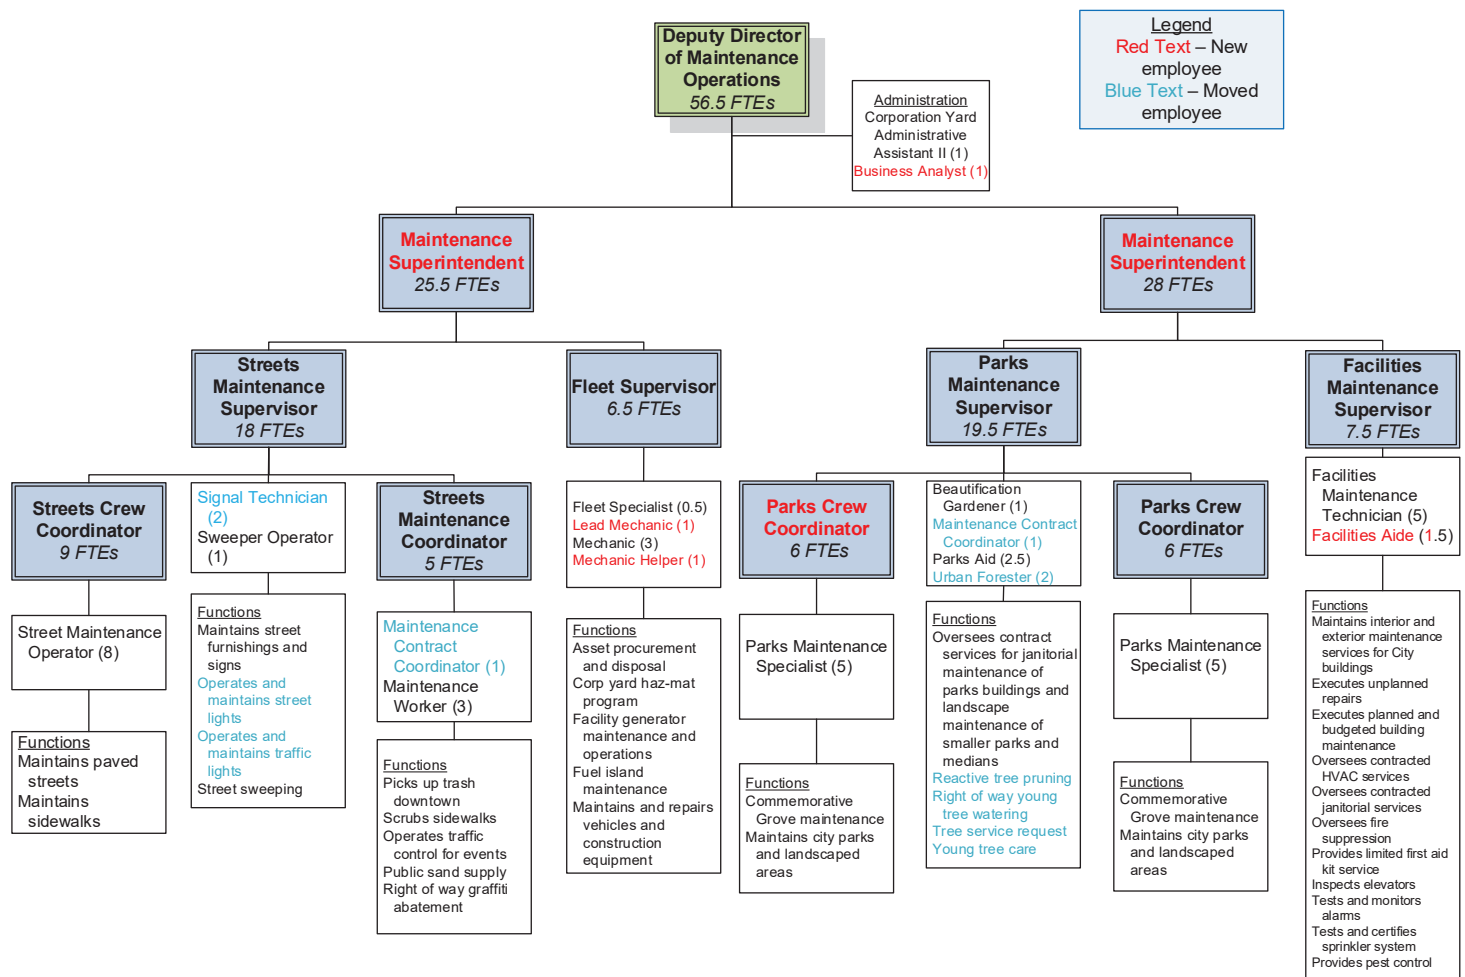 Deputy Director
of Maintenance
Operations
56.5 FTEs
Legend
Red Text – New
employee
Blue Text – Moved
employee
Administration
Corporation Yard
Administrative
Assistant II (1)
Business Analyst (1)
Maintenance
Superintendent
25.5 FTEs
Maintenance
Superintendent
28 FTEs
Streets
Maintenance
Supervisor
18 FTEs
Fleet Supervisor
6.5 FTEs
Parks
Maintenance
Supervisor
19.5 FTEs
Facilities
Maintenance
Supervisor
7.5 FTEs
Streets Crew
Coordinator
9 FTEs
Signal Technician
(2)
Sweeper Operator
(1)
Streets
Maintenance
Coordinator
5 FTEs
Fleet Specialist (0.5)
Lead Mechanic (1)
Mechanic (3)
Mechanic Helper (1)
Parks Crew
Coordinator
6 FTEs
Beautification
Gardener (1)
Maintenance Contract
Coordinator (1)
Parks Aid (2.5)
Urban Forester (2)
Parks Crew
Coordinator
6 FTEs
Facilities
Maintenance
Technician (5)
Facilities Aide (1.5)
Street Maintenance
Operator (8)
Functions
Maintains paved
streets
Maintains
sidewalks
Functions
Maintains street
furnishings and
signs
Operates and
maintains street
lights
Operates and
maintains traffic
lights
Street sweeping
Maintenance
Contract
Coordinator (1)
Maintenance
Worker (3)
Functions
Picks up trash
downtown
Scrubs sidewalks
Operates traffic
control for events
Public sand supply
Right of way graffiti
abatement
Functions
Asset procurement
and disposal
Corp yard haz-mat
program
Facility generator
maintenance and
operations
Fuel island
maintenance
Maintains and repairs
vehicles and
construction
equipment
Parks Maintenance
Specialist (5)
Functions
Commemorative
Grove maintenance
Maintains city parks
and landscaped
areas
Functions
Oversees contract
services for janitorial
maintenance of
parks buildings and
landscape
maintenance of
smaller parks and
medians
Reactive tree pruning
Right of way young
tree watering
Tree service request
Young tree care
Parks Maintenance
Specialist (5)
Functions
Commemorative
Grove maintenance
Maintains city parks
and landscaped
areas
Functions
Maintains interior and
exterior maintenance
services for City
buildings
Executes unplanned
repairs
Executes planned and
budgeted building
maintenance
Oversees contracted
HVAC services
Oversees contracted
janitorial services
Oversees fire
suppression
Provides limited first aid
kit service
Inspects elevators
Tests and monitors
alarms
Tests and certifies
sprinkler system
Provides pest control